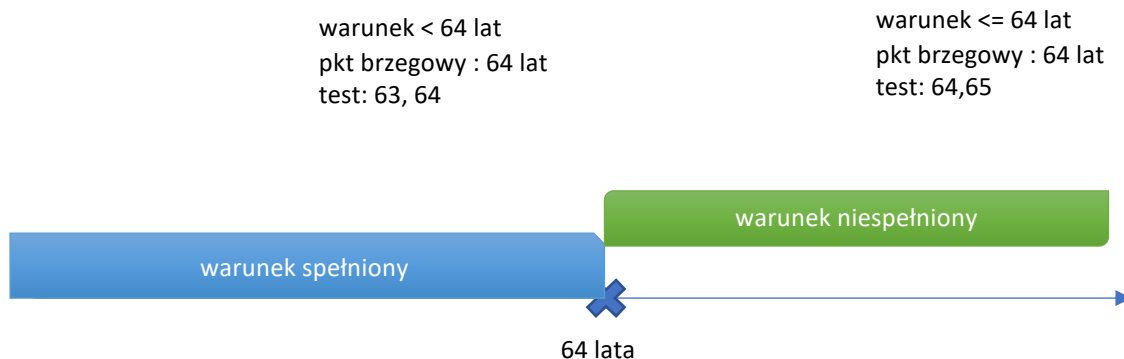 warunek < 64 lat
pkt brzegowy : 64 lat
test: 63, 64
warunek <= 64 lat
pkt brzegowy : 64 lat
test: 64,65
warunek niespełniony
warunek spełniony
64 lata